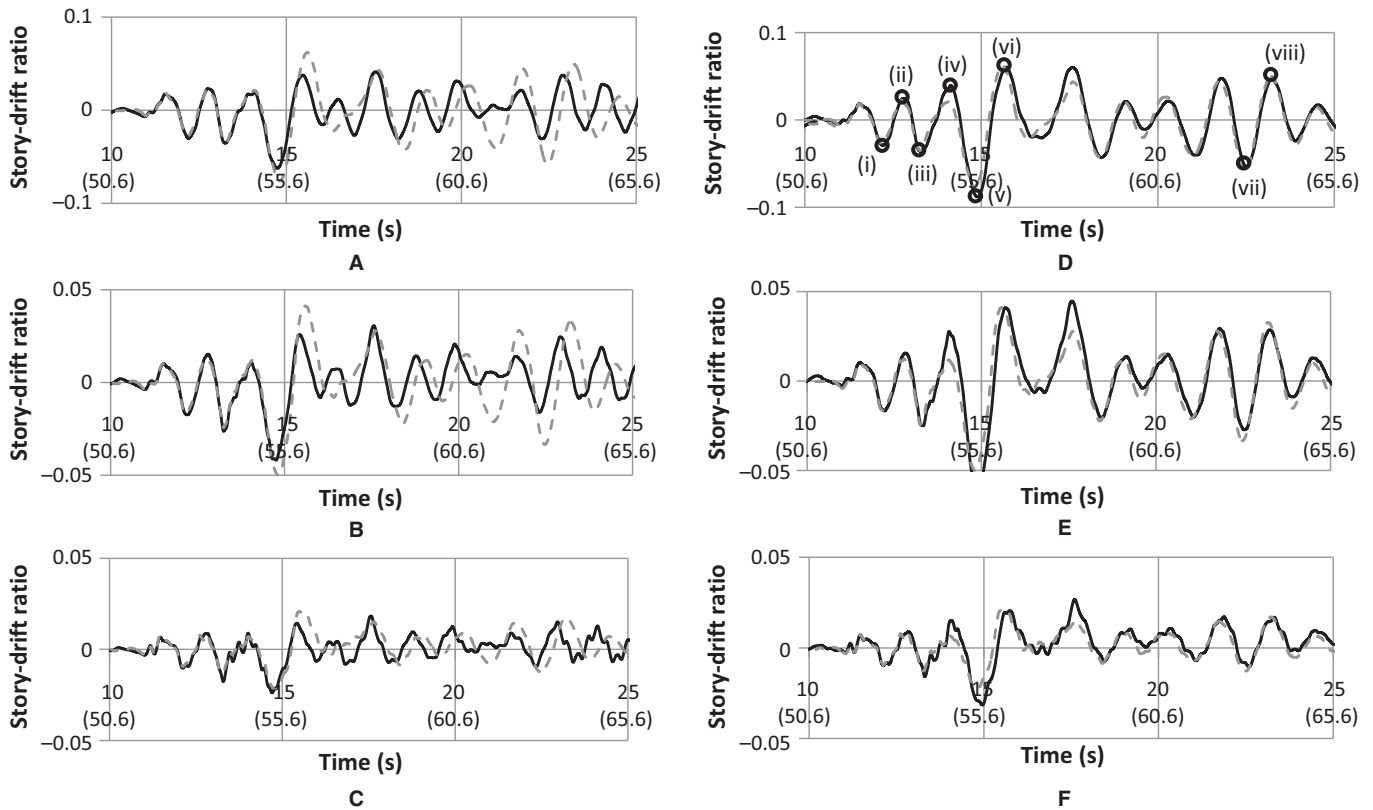 Story-drift ratio
0.1
0
–0.1
10 15 20 25
(50.6) (55.6) (60.6) (65.6)
Time (s)
A
Story-drift ratio
0.05
0
–0.05
10 15 20 25
(50.6) (55.6) (60.6) (65.6)
Time (s)
B
Story-drift ratio
0.05
0
–0.05
10 15 20 25
(50.6) (55.6) (60.6) (65.6)
Time (s)
C
Story-drift ratio
0.1
0
–0.1
(i) (ii) (iii) (iv) (v) (vi) (vii) (viii)
10 15 20 25
(50.6) (55.6) (60.6) (65.6)
Time (s)
D
Story-drift ratio
0.05
0
–0.05
10 15 20 25
(50.6) (55.6) (60.6) (65.6)
Time (s)
E
Story-drift ratio
0.05
0
–0.05
10 15 20 25
(50.6) (55.6) (60.6) (65.6)
Time (s)
F